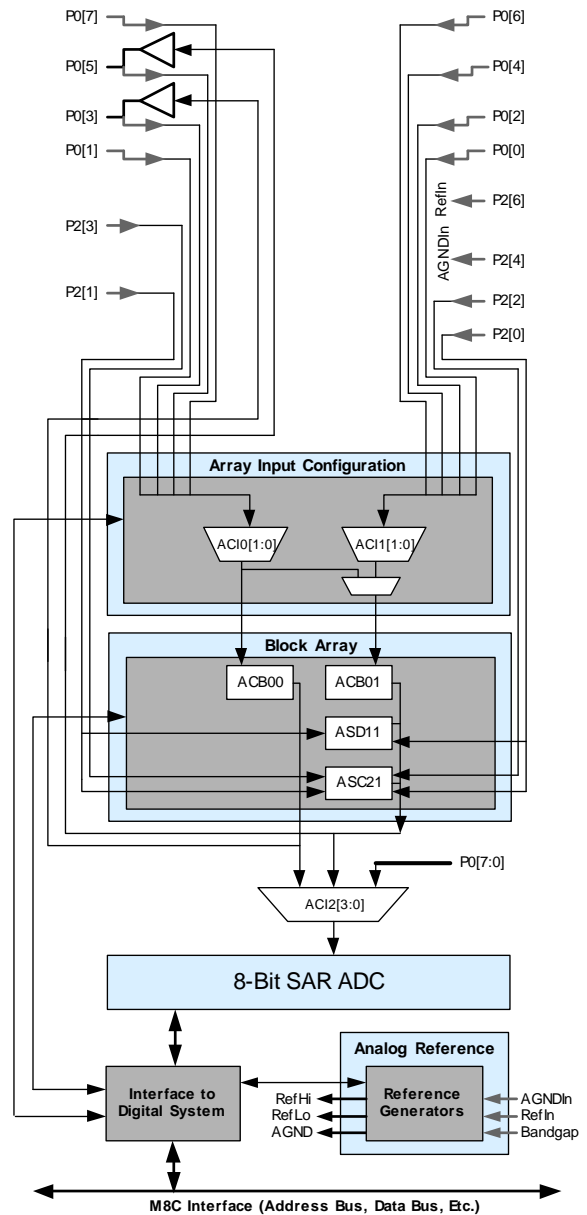 P0[7]
P0[6]
P0[5]
P0[4]
P0[3]
P0[2]
P0[1]
P0[0]
P2[6]
RefIn
AGNDIn
P2[3]
P2[4]
P2[1]
P2[2]
P2[0]
Array Input Configuration
ACI0[1:0]
ACI1[1:0]
Block Array
ACB00
ACB01
ASD11
ASC21
P0[7:0]
ACI2[3:0]
8-Bit SAR ADC
Analog Reference
Interface to
Digital System
Reference
Generators
RefHi
RefLo
AGND
AGNDIn
RefIn
Bandgap
M8C Interface (Address Bus, Data Bus, Etc.)